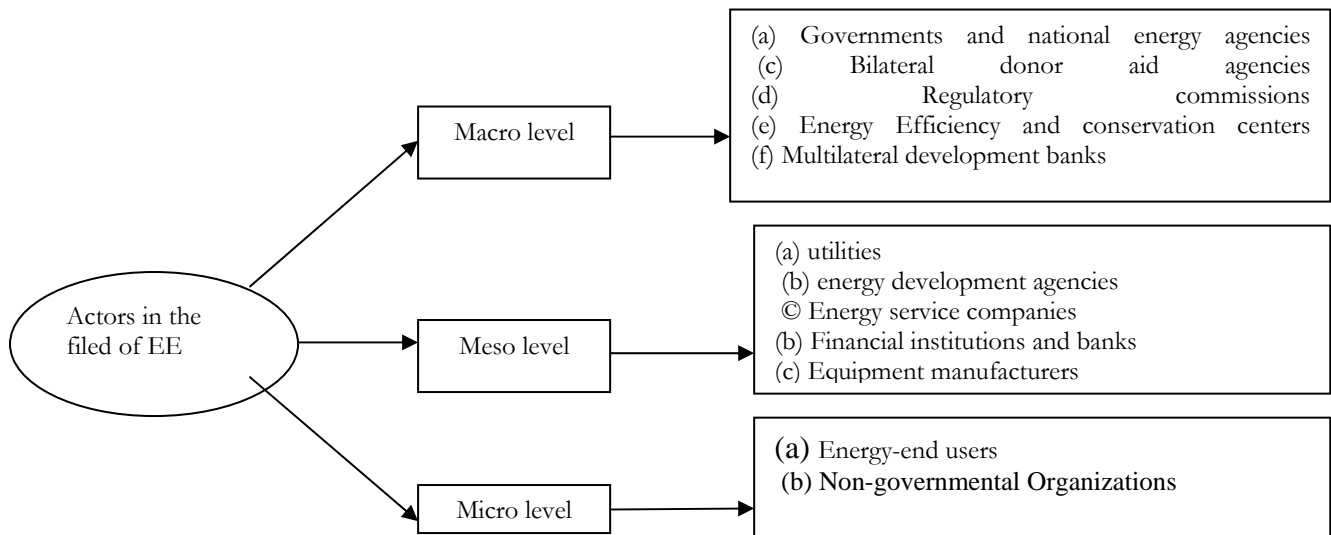 Actors in the
filed of EE
Macro level
(a) Governments and national energy agencies
(c) Bilateral donor aid agencies
(d) Regulatory commissions
(e) Energy Efficiency and conservation centers
(f) Multilateral development banks
Meso level
(a) utilities
(b) energy development agencies
© Energy service companies
(b) Financial institutions and banks
(c) Equipment manufacturers
Micro level
(a) Energy-end users
(b) Non-governmental Organizations